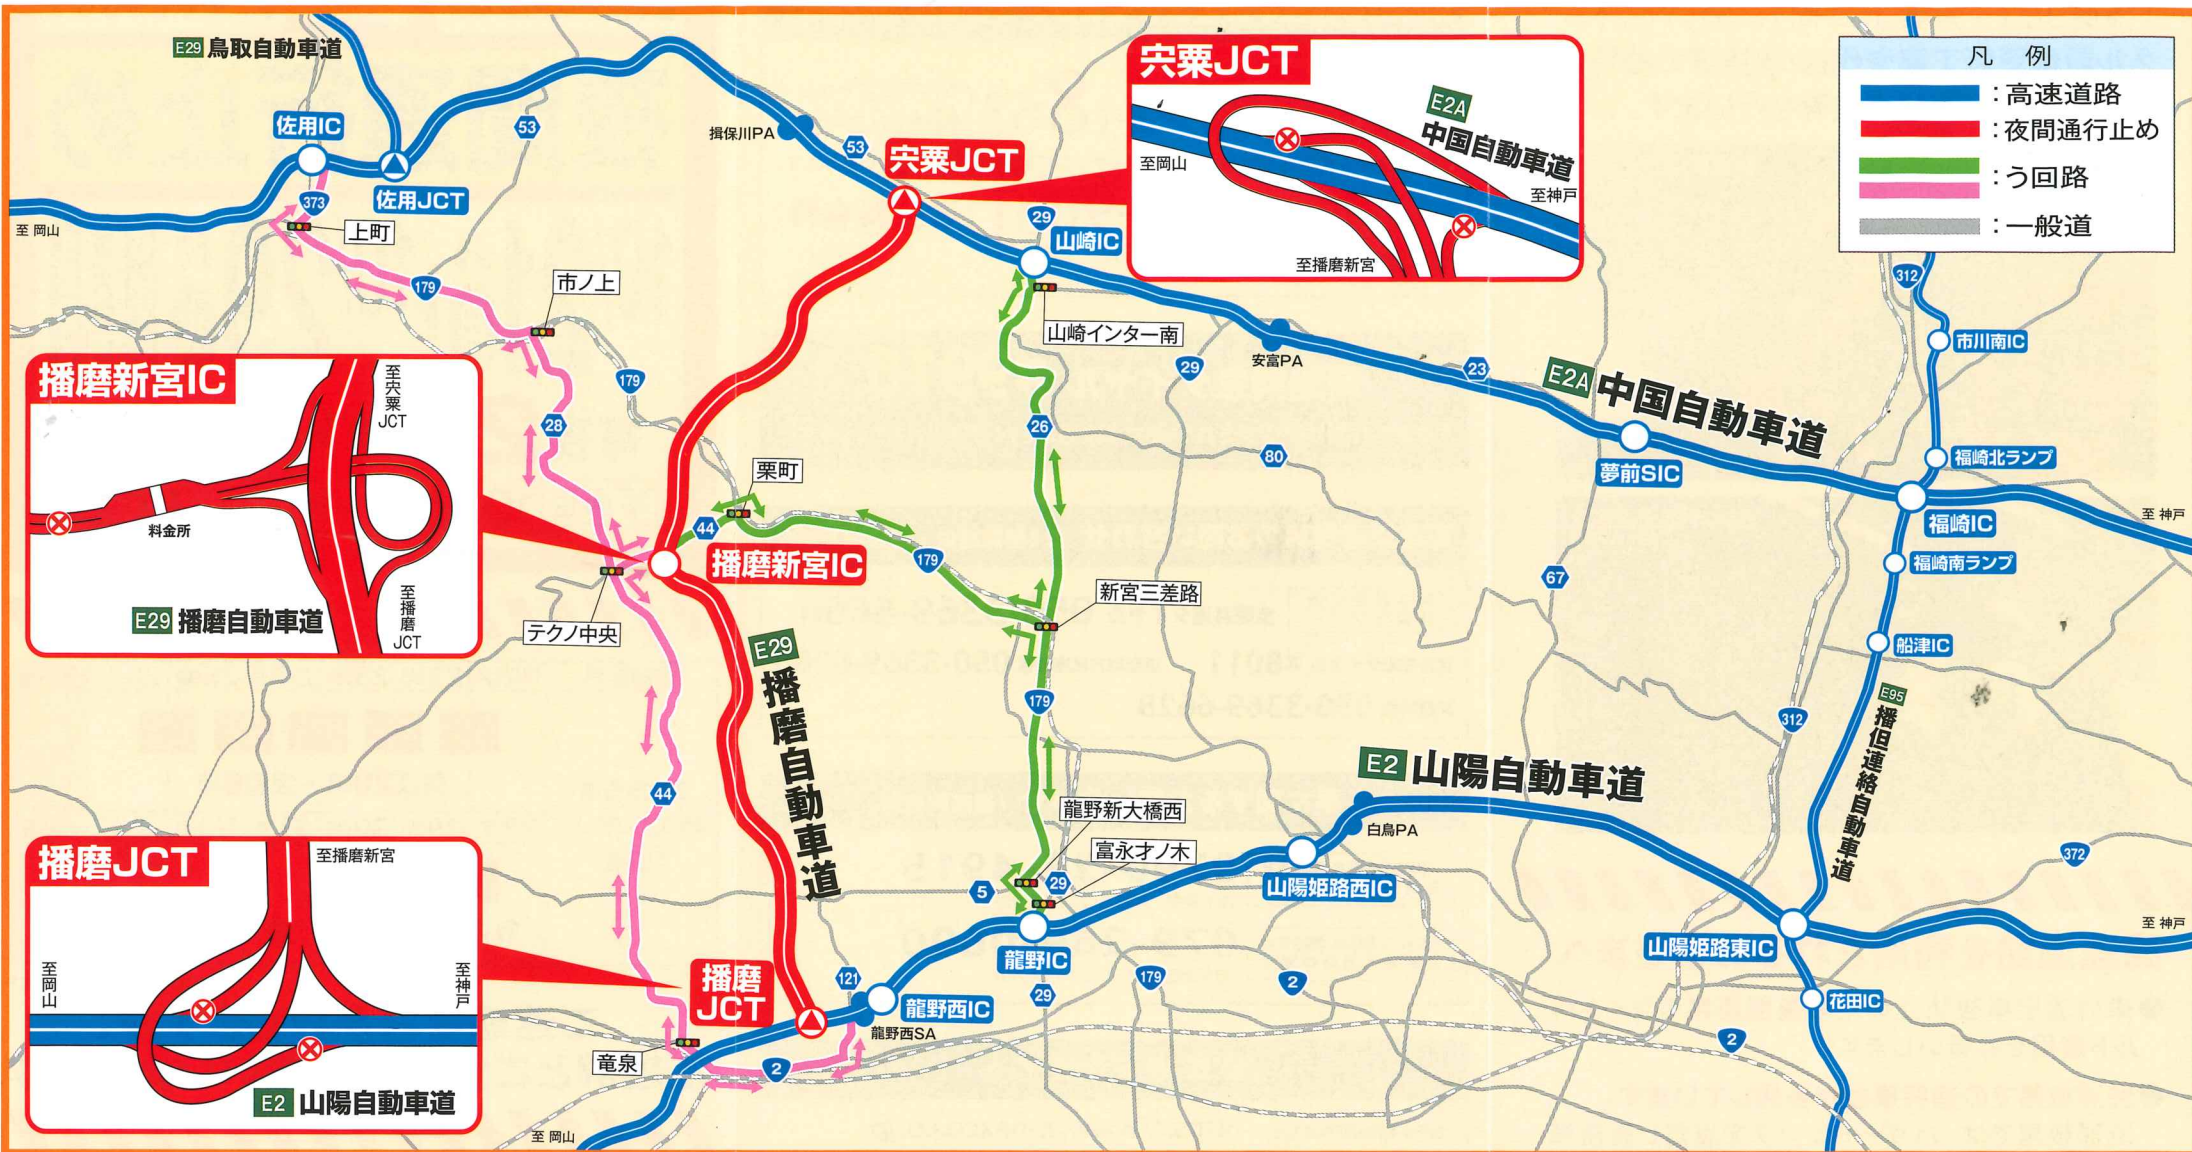 E29 鳥取自動車道
佐用IC
佐用JCT
373
上町
至 岡山
179
市ノ上
53
179
28
揖保川PA
53
宍粟JCT
29
山崎IC
山崎インター南
宍粟JCT
E2A
中国自動車道
至岡山
至神戸
至播磨新宮
凡 例
:高速道路
:夜間通行止め
:う回路
:一般道
312
市川南IC
安富PA
29
23
E2A 中国自動車道
26
80
夢前SIC
福崎北ランプ
福崎IC
至 神戸
福崎南ランプ
67
船津IC
播磨新宮IC
至宍粟JCT
料金所
E29 播磨自動車道
至播磨JCT
栗町
44
播磨新宮IC
179
新宮三差路
テクノ中央
E29
播磨自動車道
179
44
312
E95
播但連絡自動車道
E2 山陽自動車道
龍野新大橋西
富永才ノ木
白鳥PA
372
5
29
山陽姫路西IC
龍野IC
山陽姫路東IC
至 神戸
播磨JCT
至播磨新宮
至岡山
至神戸
E2 山陽自動車道
播磨
JCT
121
龍野西IC
龍野西SA
29
179
2
花田IC
2
竜泉
2
至 岡山